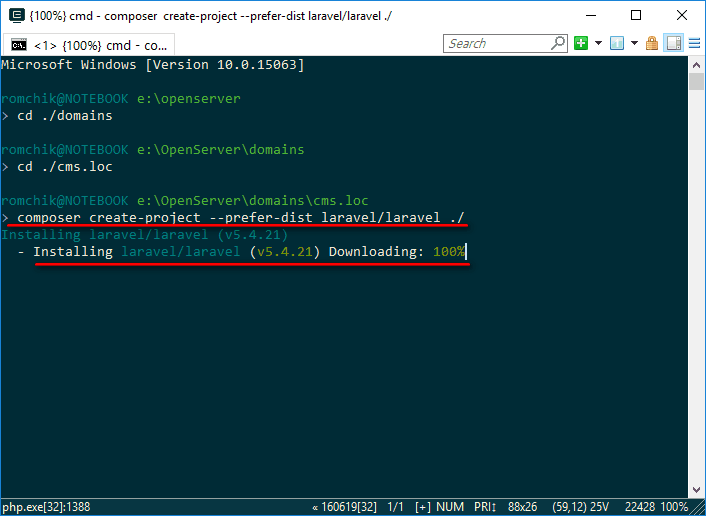 {100%} cmd - composer  create-project --prefer-dist laravel/laravel ./
<1> {100%} cmd - co...
Search
Microsoft Windows [Version 10.0.15063]
romchik@NOTEBOOK e:\openserver
> cd ./domains
romchik@NOTEBOOK e:\OpenServer\domains
> cd ./cms.loc
romchik@NOTEBOOK e:\OpenServer\domains\cms.loc
> composer create-project --prefer-dist laravel/laravel ./
Installing laravel/laravel (v5.4.21)
- Installing laravel/laravel (v5.4.21) Downloading: 100%
php.exe[32]:1388 « 160619[32] 1/1 [+] NUM PRI↕ 88x26 (59,12) 25V 22428 100%